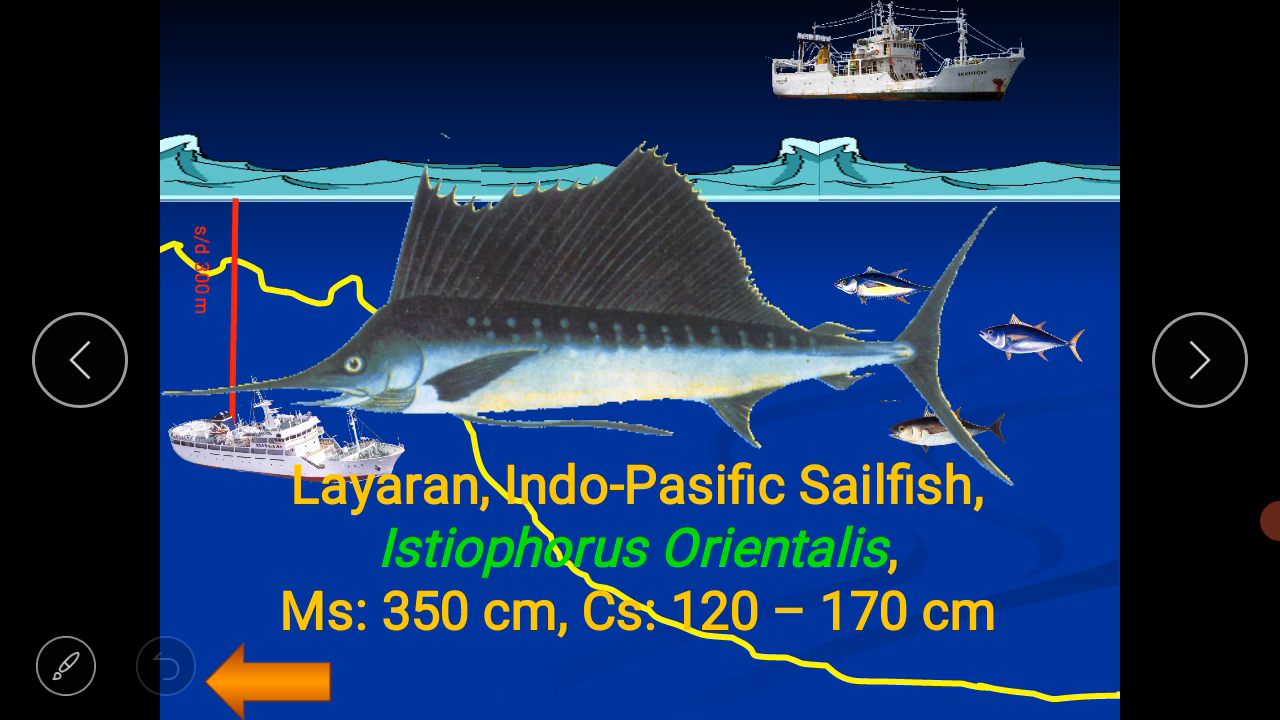 s/d 300 m
Layaran, Indo-Pasific Sailfish,
Istiophorus Orientalis,
Ms: 350 cm, Cs: 120 – 170 cm